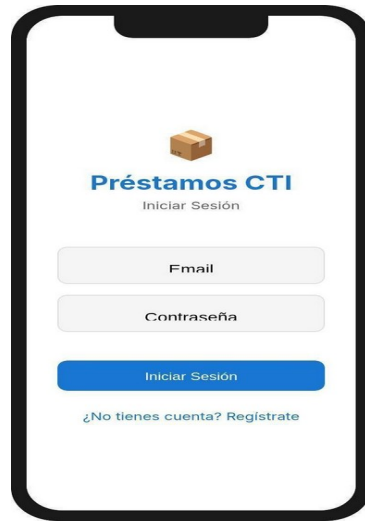 Préstamos CTI
Iniciar Sesión
Email
Contraseña
Iniciar Sesión
¿No tienes cuenta? Regístrate